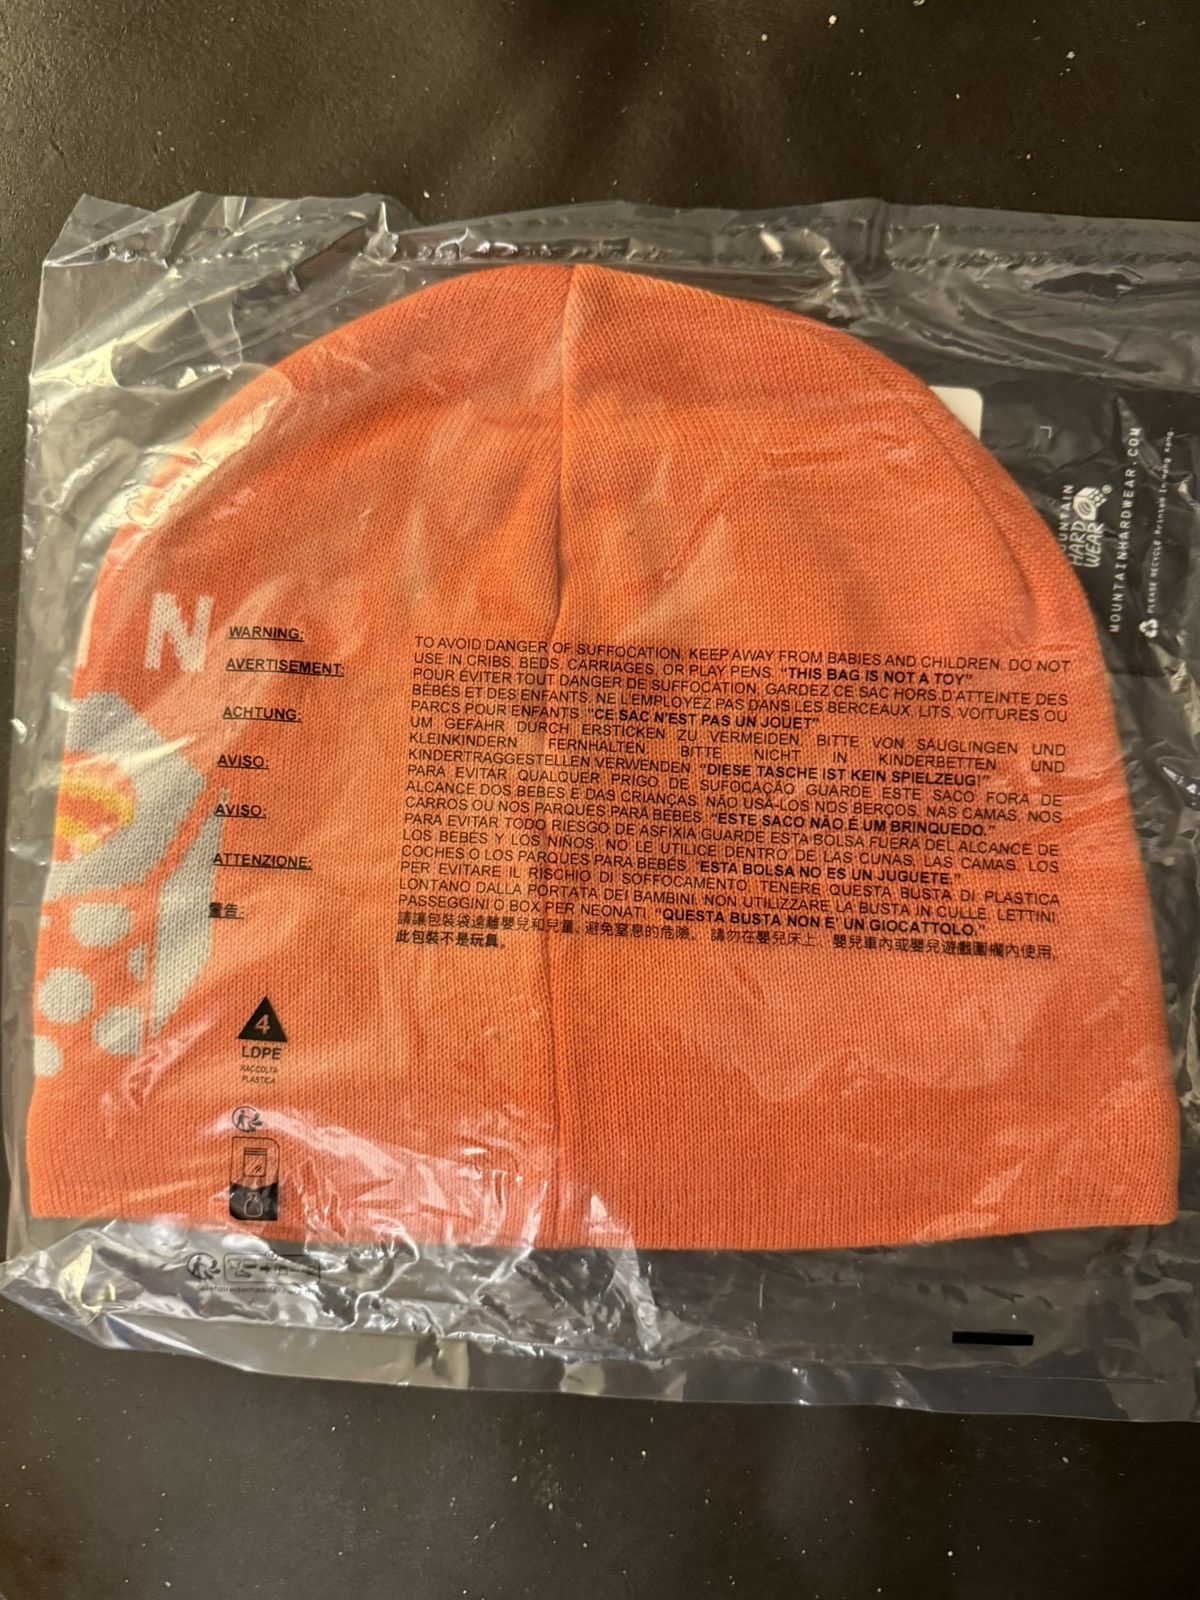 N
WARNING:
TO AVOID DANGER OF SUFFOCATION, KEEP AWAY FROM BABIES AND CHILDREN. DO NOT
USE IN CRIBS, BEDS, CARRIAGES, OR PLAY PENS. "THIS BAG IS NOT A TOY"
AVERTISEMENT:
POUR ÉVITER TOUT DANGER DE SUFFOCATION, GARDEZ CE SAC HORS D'ATTEINTE DES
BÉBÉS ET DES ENFANTS. NE L'EMPLOYEZ PAS DANS LES BERCEAUX, LITS, VOITURES OU
PARCS POUR ENFANTS. "CE SAC N'EST PAS UN JOUET"
ACHTUNG:
UM GEFAHR DURCH ERSTICKEN ZU VERMEIDEN, BITTE VON SÄUGLINGEN UND
KLEINKINDERN FERNHALTEN. BITTE NICHT IN KINDERBETTEN UND
KINDERTRAGGESTELLEN VERWENDEN. "DIESE TASCHE IST KEIN SPIELZEUG!"
AVISO:
PARA EVITAR QUALQUER PRIGO DE SUFOCAÇÃO GUARDE ESTE SACO FORA DE
ALCANCE DOS BEBES E DAS CRIANÇAS. NÃO USÁ-LOS NOS BERÇOS, NAS CAMAS, NOS
CARROS OU NOS PARQUES PARA BEBES. "ESTE SACO NÃO É UM BRINQUEDO."
AVISO:
PARA EVITAR TODO RIESGO DE ASFIXIA GUARDE ESTA BOLSA FUERA DEL ALCANCE DE
LOS BEBÉS Y LOS NIÑOS. NO LE UTILICE DENTRO DE LAS CUNAS, LAS CAMAS, LOS
COCHES O LOS PARQUES PARA BEBÉS. "ESTA BOLSA NO ES UN JUGUETE."
ATTENZIONE:
PER EVITARE IL RISCHIO DI SOFFOCAMENTO, TENERE QUESTA BUSTA DI PLASTICA
LONTANO DALLA PORTATA DEI BAMBINI. NON UTILIZZARE LA BUSTA IN CULLE, LETTINI,
PASSEGGINI O BOX PER NEONATI. "QUESTA BUSTA NON E' UN GIOCATTOLO."
警告:
請讓包裝袋遠離嬰兒和兒童, 避免窒息的危險。 請勿在嬰兒床上、嬰兒車內或嬰兒遊戲圍欄內使用,
此包裝不是玩具。
4
LDPE
RACCOLTA
PLASTICA
HARD
WEAR
MOUNTAINHARDWEAR.COM
PLEASE RECYCLE Printed in Hong Kong.